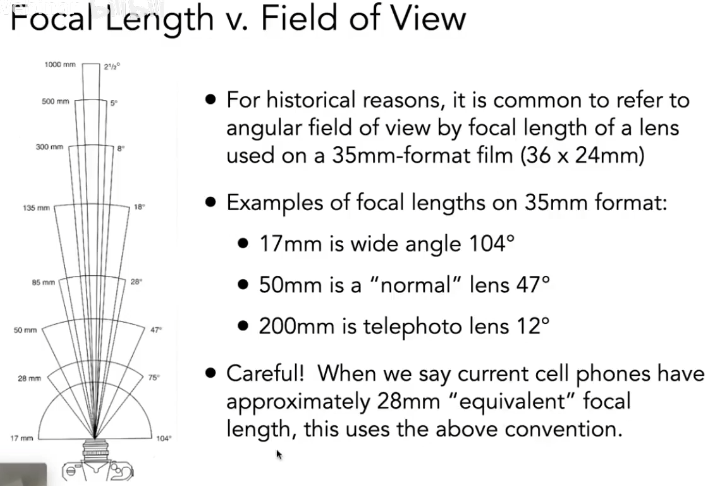 Focal Length v. Field of View
1000 mm
2½°
500 mm
5°
300 mm
8°
135 mm
18°
85 mm
28°
50 mm
47°
28 mm
75°
17 mm
104°
• For historical reasons, it is common to refer to
angular field of view by focal length of a lens
used on a 35mm-format film (36 x 24mm)
• Examples of focal lengths on 35mm format:
• 17mm is wide angle 104°
• 50mm is a “normal” lens 47°
• 200mm is telephoto lens 12°
• Careful! When we say current cell phones have
approximately 28mm “equivalent” focal
length, this uses the above convention.